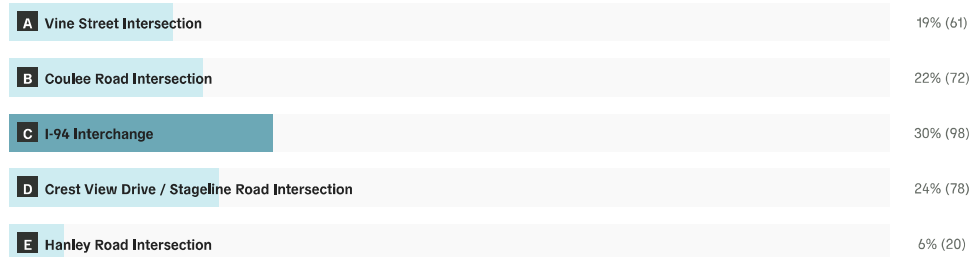 A Vine Street Intersection 19% (61)
B Coulee Road Intersection 22% (72)
C I-94 Interchange 30% (98)
D Crest View Drive / Stageline Road Intersection 24% (78)
E Hanley Road Intersection 6% (20)